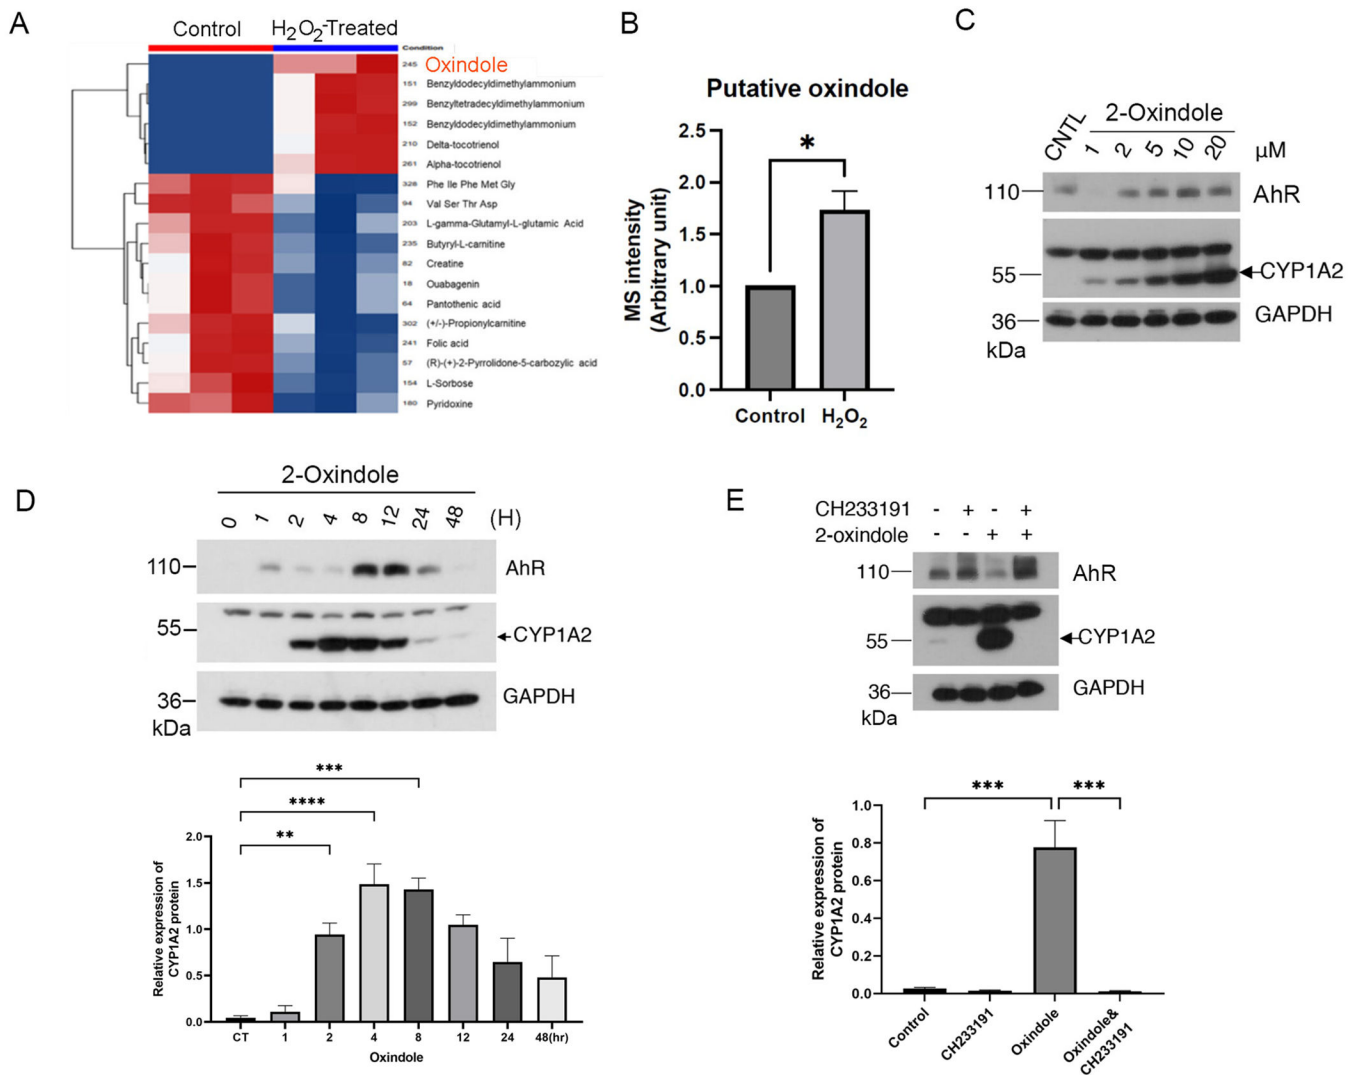 A
Control
H2O2-Treated
Condition
245 Oxindole
151 Benzyldodecyldimethylammonium
299 Benzyltetradecyldimethylammonium
152 Benzyldodecyldimethylammonium
210 Delta-tocotrienol
261 Alpha-tocotrienol
328 Phe Ile Phe Met Gly
94 Val Ser Thr Asp
203 L-gamma-Glutamyl-L-glutamic Acid
235 Butyryl-L-carnitine
82 Creatine
18 Ouabagenin
64 Pantothenic acid
302 (+/-)-Propionylcarnitine
241 Folic acid
57 (R)-(+)-2-Pyrrolidone-5-carbozylic acid
154 L-Sorbose
180 Pyridoxine
B
Putative oxindole
MS intensity
(Arbitrary unit)
2.5
2.0
1.5
1.0
0.5
0.0
*
Control
H2O2
C
2-Oxindole
CNTL 1 2 5 10 20 µM
110 AhR
55 CYP1A2
36 GAPDH
kDa
D
2-Oxindole
0 1 2 4 8 12 24 48 (H)
110 AhR
55 CYP1A2
36 GAPDH
kDa
***
****
**
Relative expression of
CYP1A2 protein
2.0
1.5
1.0
0.5
0.0
CT 1 2 4 8 12 24 48(hr)
Oxindole
E
CH233191 - + - +
2-oxindole - - + +
110 AhR
55 CYP1A2
36 GAPDH
kDa
*** ***
Relative expression of
CYP1A2 protein
1.0
0.8
0.6
0.4
0.2
0.0
Control
CH233191
Oxindole
Oxindole&
CH233191